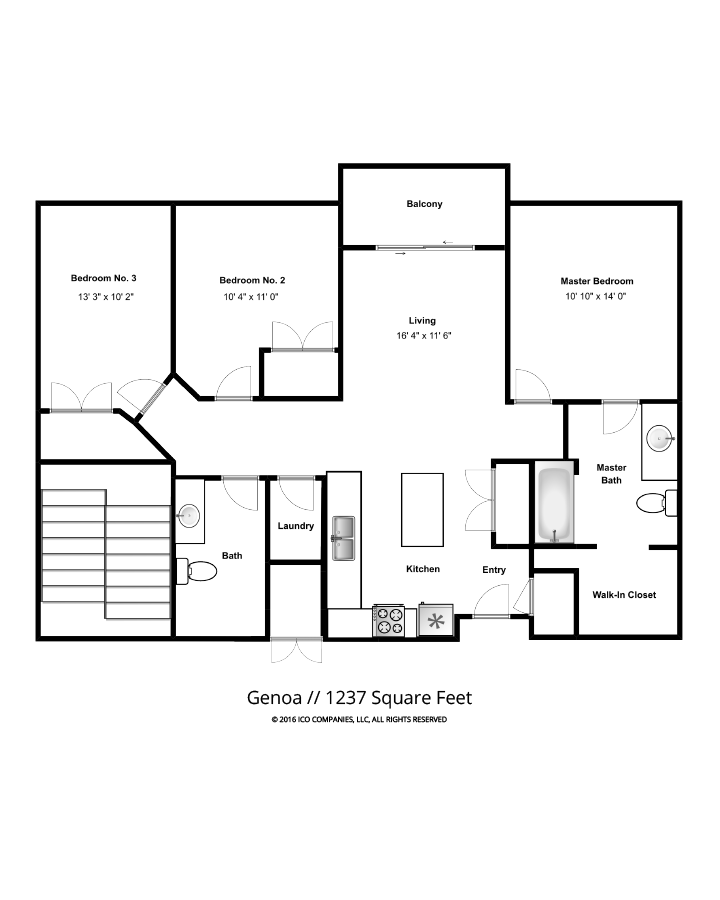 Balcony
Bedroom No. 3
13' 3" x 10' 2"
Bedroom No. 2
10' 4" x 11' 0"
Master Bedroom
10' 10" x 14' 0"
Living
16' 4" x 11' 6"
Master
Bath
Laundry
Bath
Kitchen
Entry
Walk-In Closet
Genoa // 1237 Square Feet
© 2016 ICO COMPANIES, LLC, ALL RIGHTS RESERVED